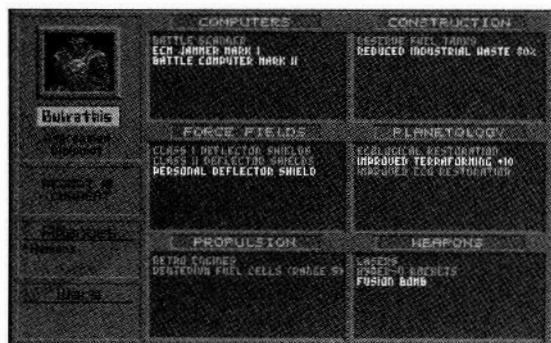 Bulrathis
Alliances
Wars
COMPUTERS
BATTLE SCANNER
ECM JAMMER MARK I
BATTLE COMPUTER MARK II
CONSTRUCTION
RESERVE FUEL TANKS
REDUCED INDUSTRIAL WASTE 80%
FORCE FIELDS
CLASS I DEFLECTOR SHIELDS
CLASS II DEFLECTOR SHIELDS
PERSONAL DEFLECTOR SHIELD
PLANETOLOGY
ECOLOGICAL RESTORATION
IMPROVED TERRAFORMING +10
IMPROVED ECO RESTORATION
PROPULSION
RETRO ENGINES
DEUTERIUM FUEL CELLS (RANGE 5)
WEAPONS
LASERS
HYPER-V ROCKETS
FUSION BOMB